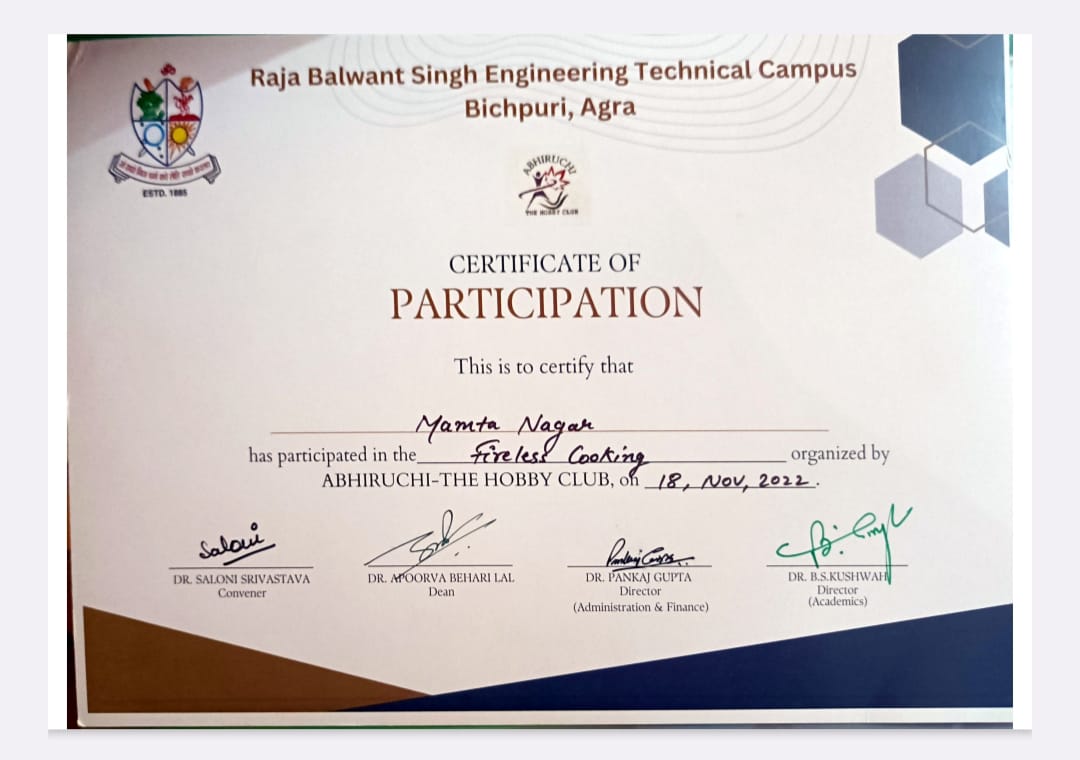 Raja Balwant Singh Engineering Technical Campus
Bichpuri, Agra
ESTD. 1885
ABHIRUCHI
THE HOBBY CLUB
CERTIFICATE OF
PARTICIPATION
This is to certify that
Mamta Nagar
has participated in the Fireless Cooking organized by
ABHIRUCHI-THE HOBBY CLUB, on 18, Nov, 2022.
Saloni
DR. SALONI SRIVASTAVA
Convener
DR. APOORVA BEHARI LAL
Dean
Pankaj Gupta
DR. PANKAJ GUPTA
Director
(Administration & Finance)
DR. B.S.KUSHWAH
Director
(Academics)